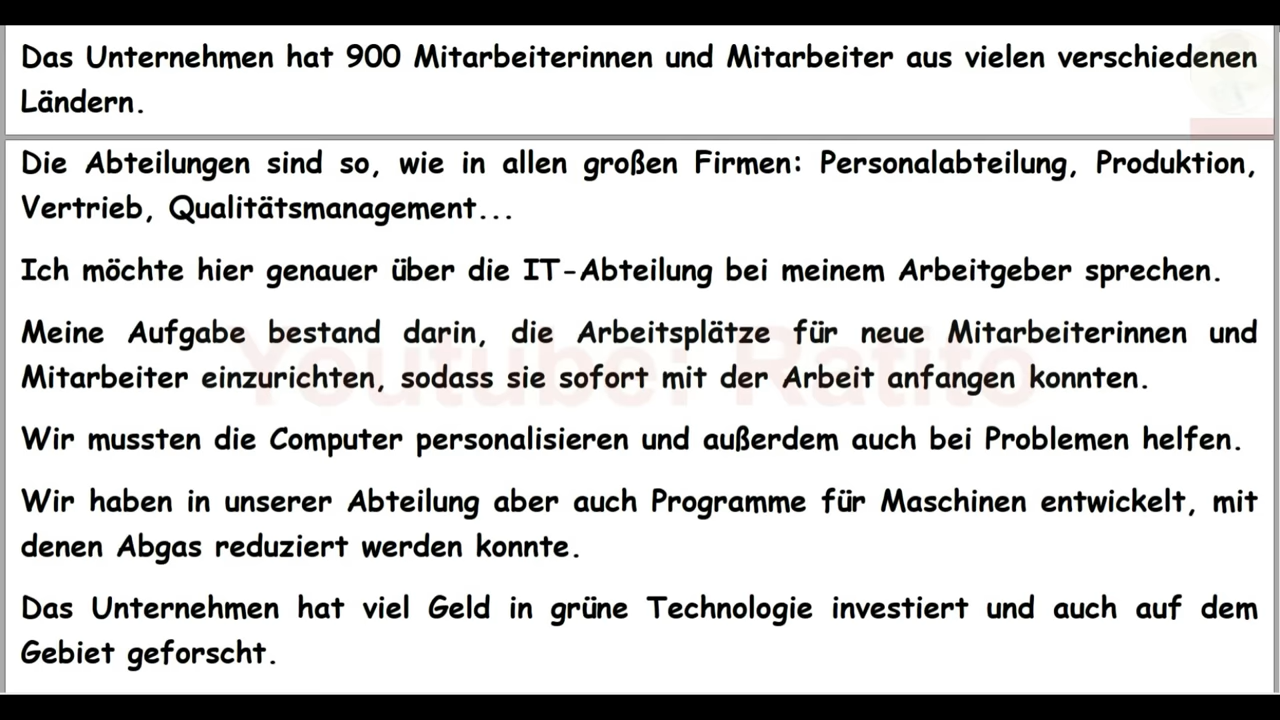 Das Unternehmen hat 900 Mitarbeiterinnen und Mitarbeiter aus vielen verschiedenen
Ländern.
Die Abteilungen sind so, wie in allen großen Firmen: Personalabteilung, Produktion,
Vertrieb, Qualitätsmanagement...
Ich möchte hier genauer über die IT-Abteilung bei meinem Arbeitgeber sprechen.
Meine Aufgabe bestand darin, die Arbeitsplätze für neue Mitarbeiterinnen und
Mitarbeiter einzurichten, sodass sie sofort mit der Arbeit anfangen konnten.
Youtube: Ratito
Wir mussten die Computer personalisieren und außerdem auch bei Problemen helfen.
Wir haben in unserer Abteilung aber auch Programme für Maschinen entwickelt, mit
denen Abgas reduziert werden konnte.
Das Unternehmen hat viel Geld in grüne Technologie investiert und auch auf dem
Gebiet geforscht.